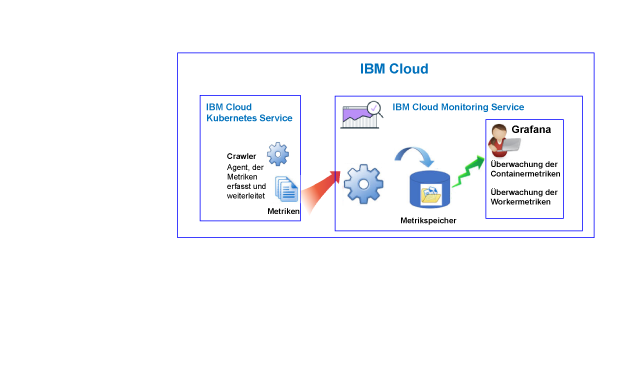 IBM Cloud
IBM Cloud
Kubernetes Service
Crawler
Agent, der
Metriken
erfasst und
weiterleitet
Metriken
IBM Cloud Monitoring Service
Metrikspeicher
Grafana
Überwachung der
Containermetriken
Überwachung der
Workermetriken